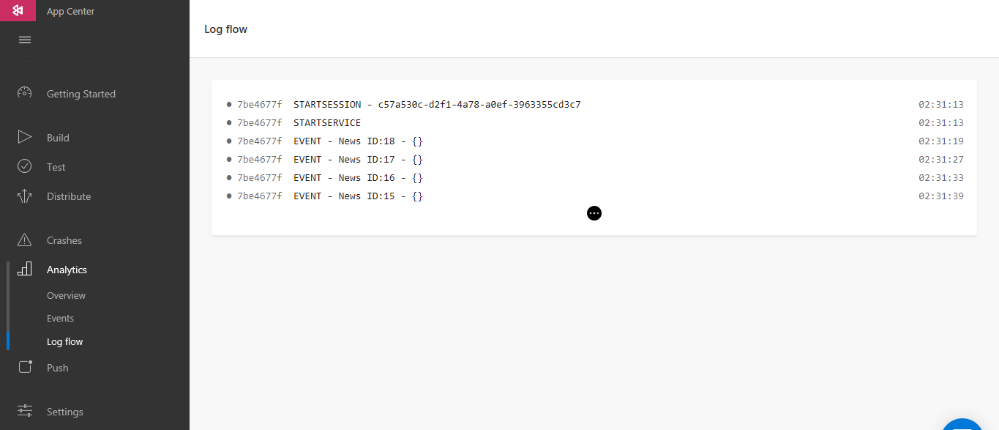 App Center
Log flow
Getting Started
Build
Test
Distribute
Crashes
Analytics
Overview
Events
Log flow
Push
Settings
7be4677f STARTSESSION - c57a530c-d2f1-4a78-a0ef-3963355cd3c7 02:31:13
7be4677f STARTSERVICE 02:31:13
7be4677f EVENT - News ID:18 - {} 02:31:19
7be4677f EVENT - News ID:17 - {} 02:31:27
7be4677f EVENT - News ID:16 - {} 02:31:33
7be4677f EVENT - News ID:15 - {} 02:31:39